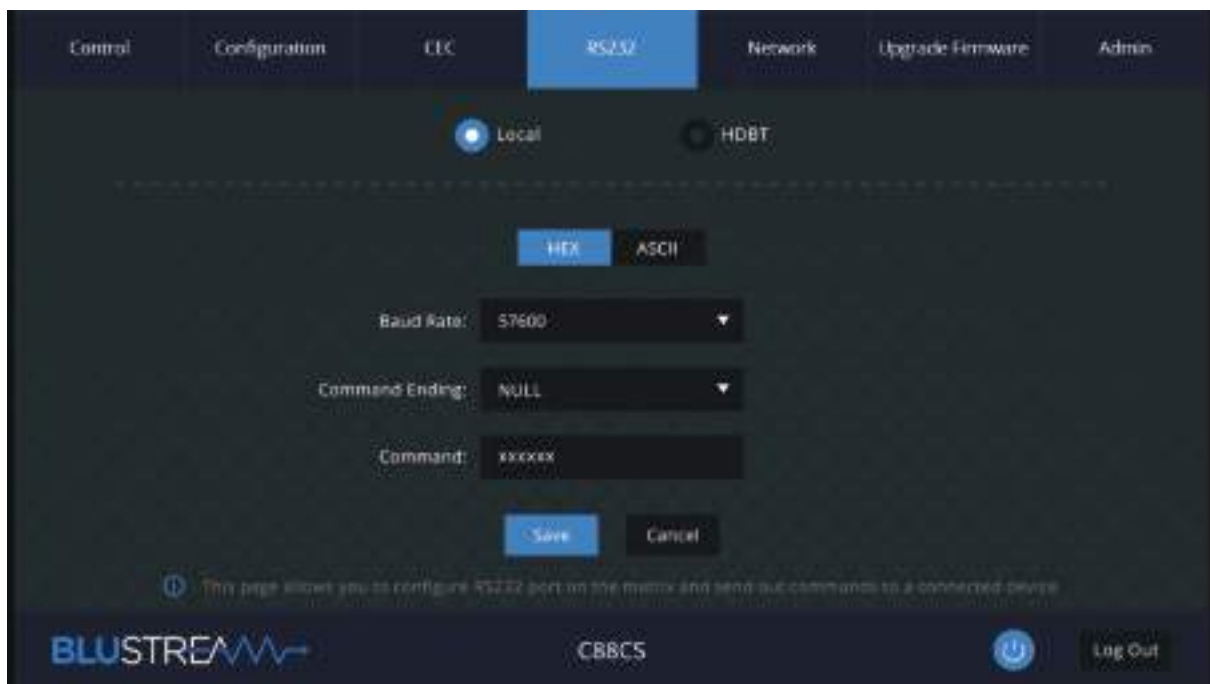 Control Configuration CEC RS232 Network Upgrade Firmware Admin
Local HDBT
HEX ASCII
Baud Rate: 57600
Command Ending: NULL
Command: xxxxxx
Save Cancel
This page allows you to configure RS232 port on the matrix and send out commands to a connected device
BLUSTREAM C88CS Log Out